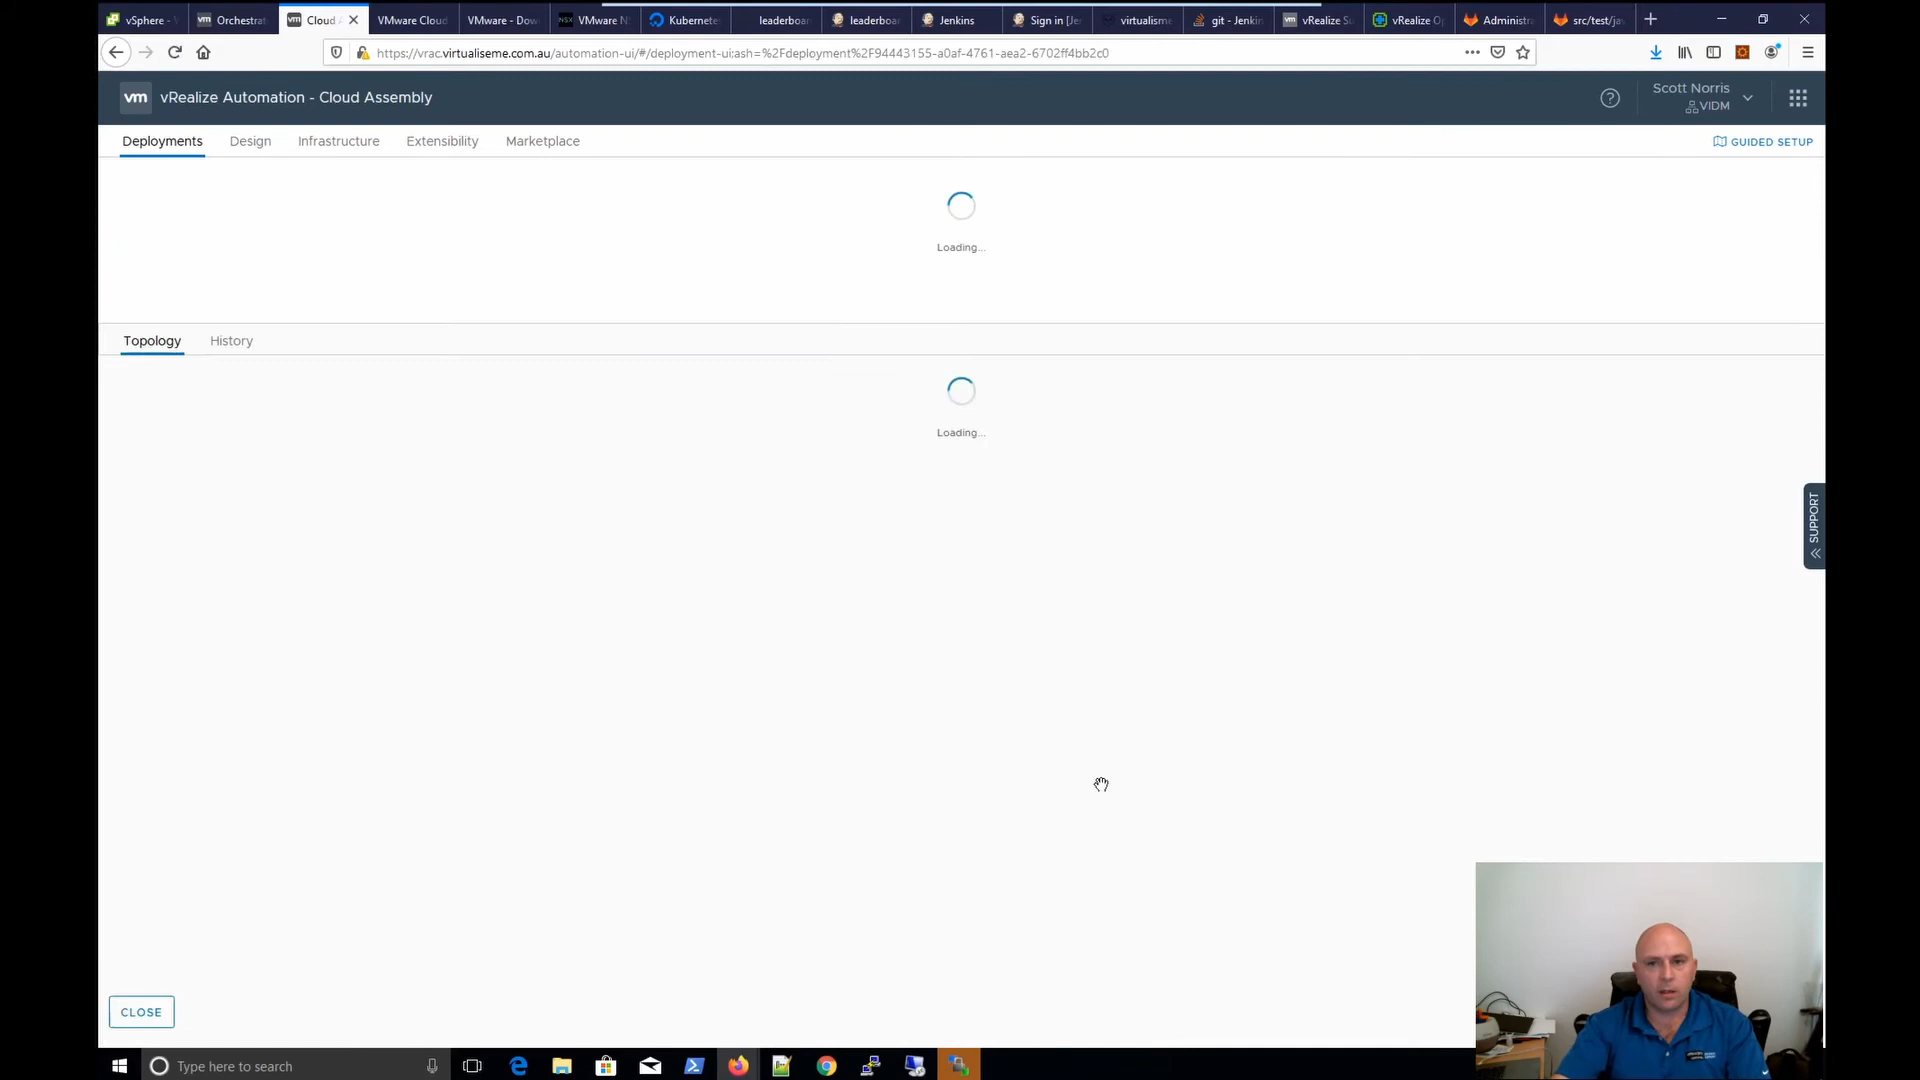 vSphere -
Orchestrat
Cloud A
VMware Cloud
VMware - Dow
VMware N
Kubernete
leaderboar
leaderboar
Jenkins
Sign in [Je
virtualisme
git - Jenkin
vRealize Su
vRealize Op
Administra
src/test/ja
https://vrac.virtualiseme.com.au/automation-ui/#/deployment-ui;ash=%2Fdeployment%2F94443155-a0af-4761-aea2-6702ff4bb2c0
vm vRealize Automation - Cloud Assembly
Scott Norris
VIDM
Deployments Design Infrastructure Extensibility Marketplace
GUIDED SETUP
Loading...
Topology History
Loading...
SUPPORT
CLOSE
Type here to search